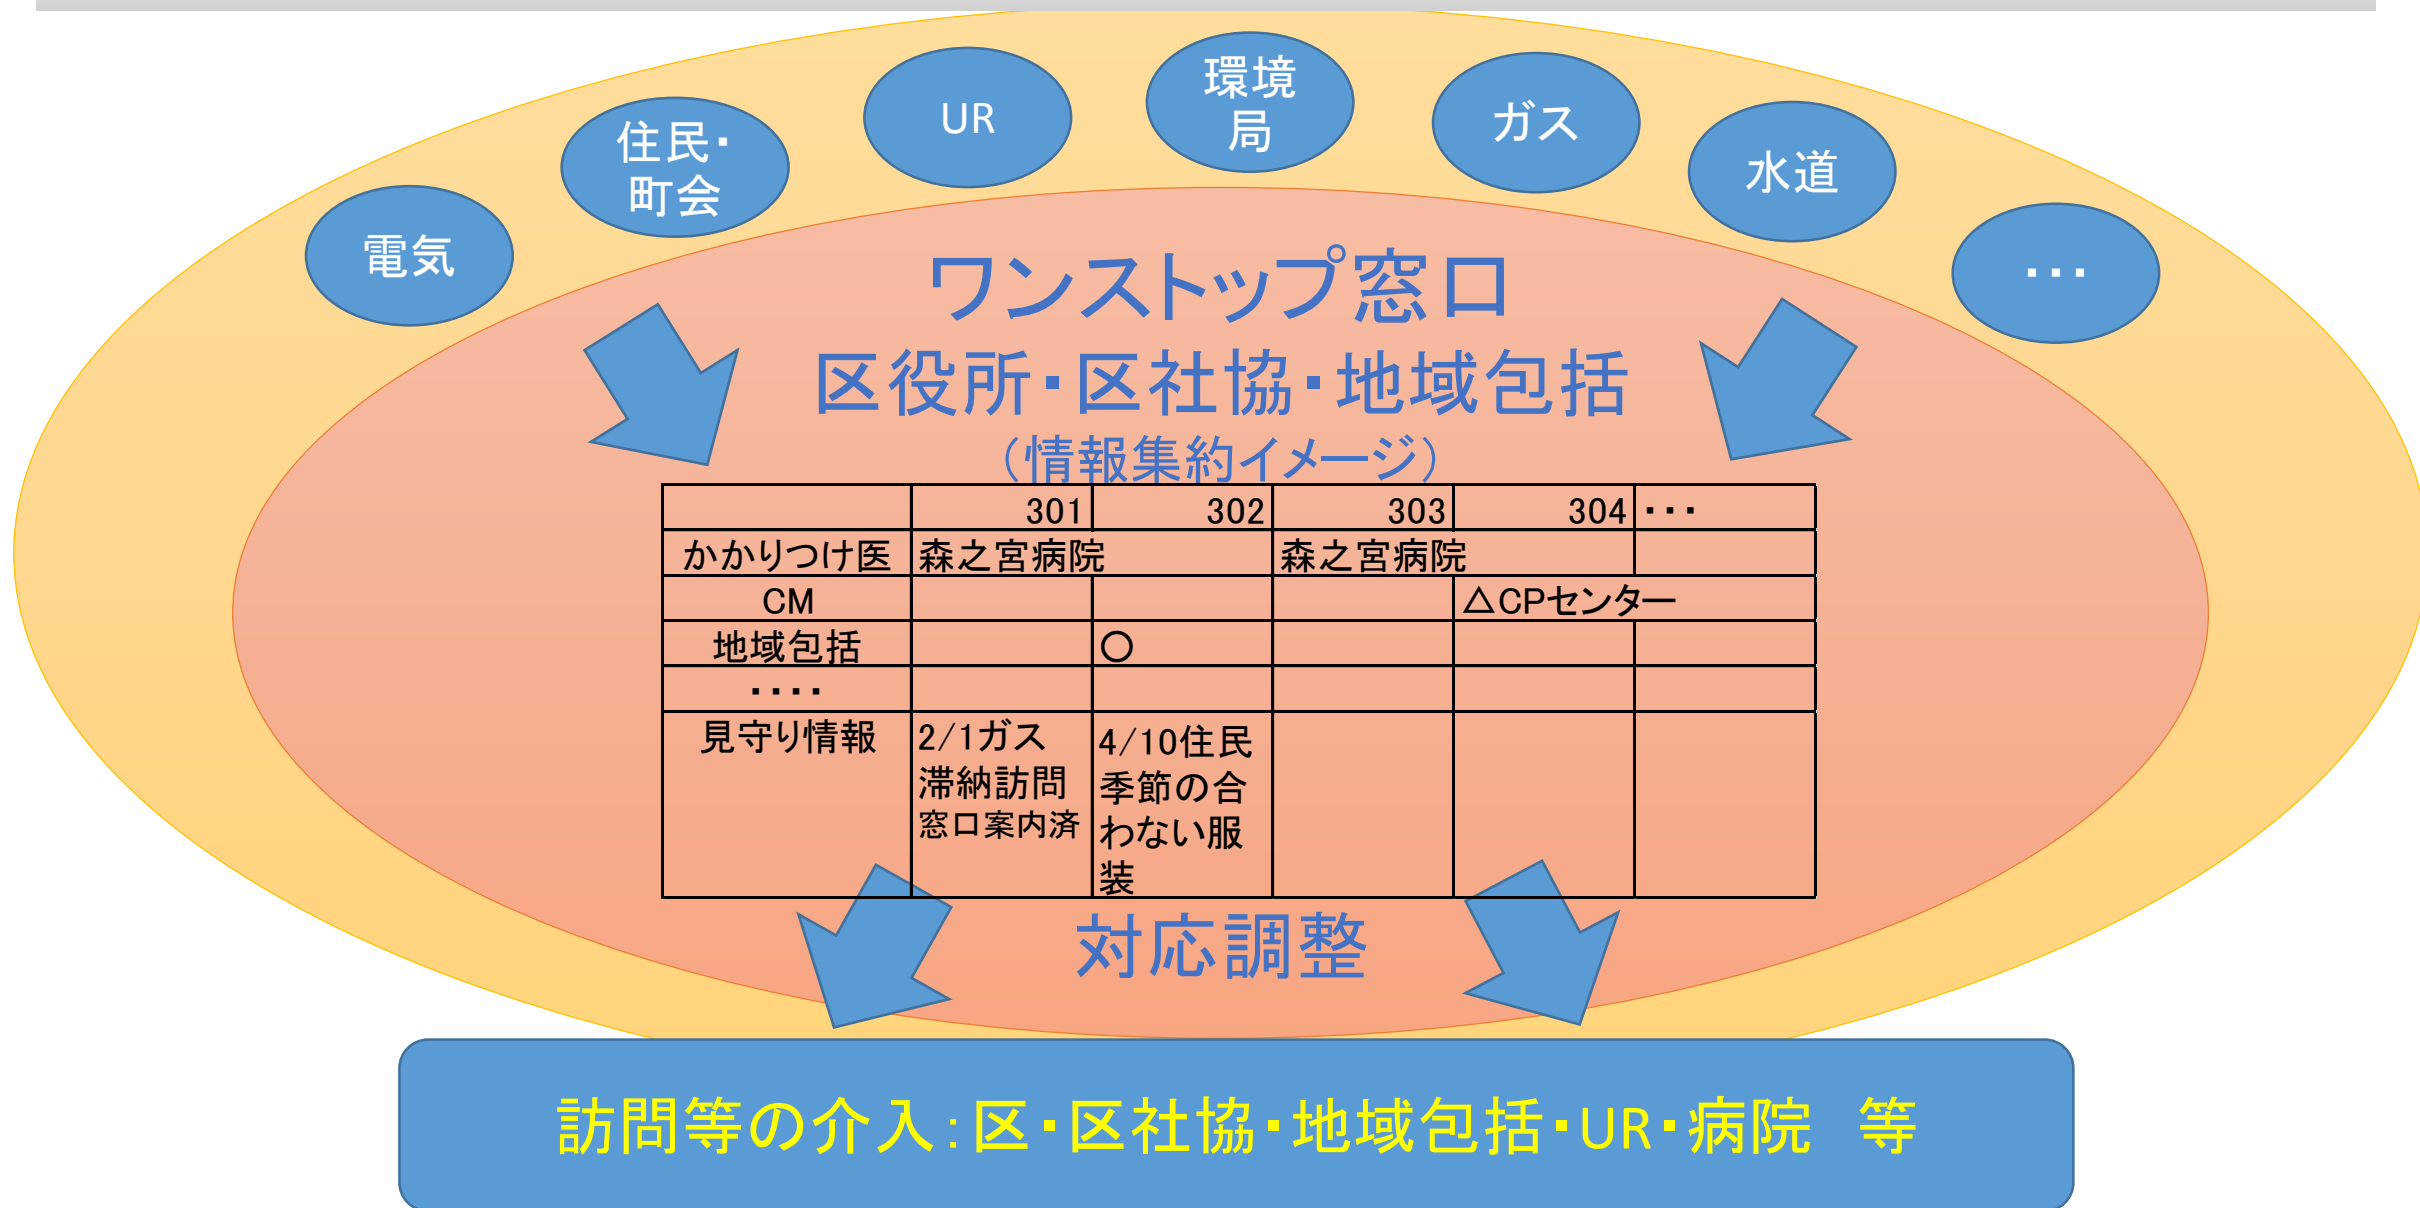 環境
局
UR
ガス
住民・
町会
水道
電気
・・・
ワンストップ窓口
区役所・区社協・地域包括
（情報集約イメージ）
301 302 303 304 ・・・
かかりつけ医 森之宮病院 森之宮病院
CM △CPセンター
地域包括 〇
・・・・
見守り情報 2/1ガス 4/10住民
滞納訪問 季節の合
窓口案内済 わない服
装
対応調整
訪問等の介入：区・区社協・地域包括・UR・病院　等